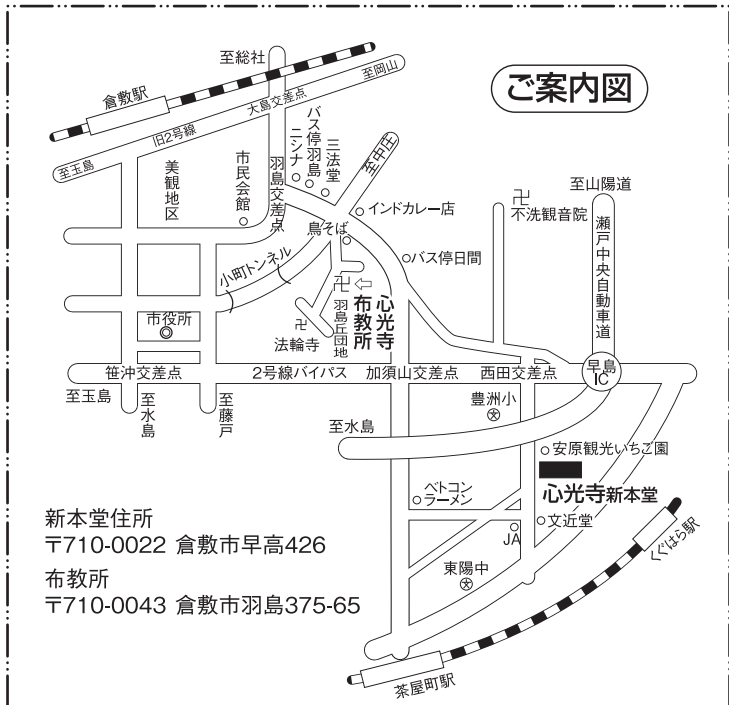 ご案内図
至総社
至岡山
倉敷駅
大島交差点
旧2号線
至玉島
美観地区
市民会館
羽島交差点
ニシナ
バス停羽島
三法堂
至中庄
インドカレー店
鳥そば
バス停日間
不洗観音院
至山陽道
瀬戸中央自動車道
小町トンネル
心光寺
布教所
羽島丘団地
法輪寺
市役所
笹沖交差点
2号線バイパス
加須山交差点
西田交差点
早島
IC
至玉島
至水島
至藤戸
豊洲小
至水島
安原観光いちご園
心光寺新本堂
ベトコン
ラーメン
文近堂
JA
くぐはら駅
東陽中
茶屋町駅
新本堂住所
〒710-0022 倉敷市早高426
布教所
〒710-0043 倉敷市羽島375-65